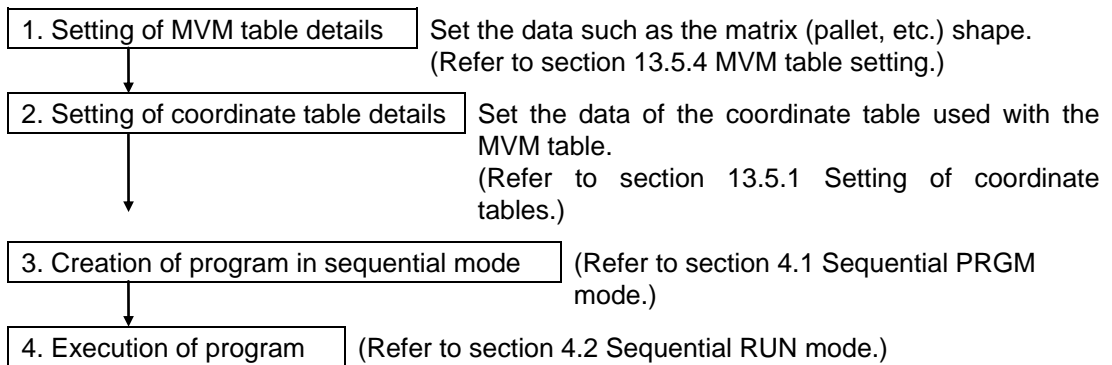 1. Setting of MVM table details Set the data such as the matrix (pallet, etc.) shape.
(Refer to section 13.5.4 MVM table setting.)
2. Setting of coordinate table details Set the data of the coordinate table used with the
MVM table.
(Refer to section 13.5.1 Setting of coordinate
tables.)
3. Creation of program in sequential mode (Refer to section 4.1 Sequential PRGM
mode.)
4. Execution of program (Refer to section 4.2 Sequential RUN mode.)